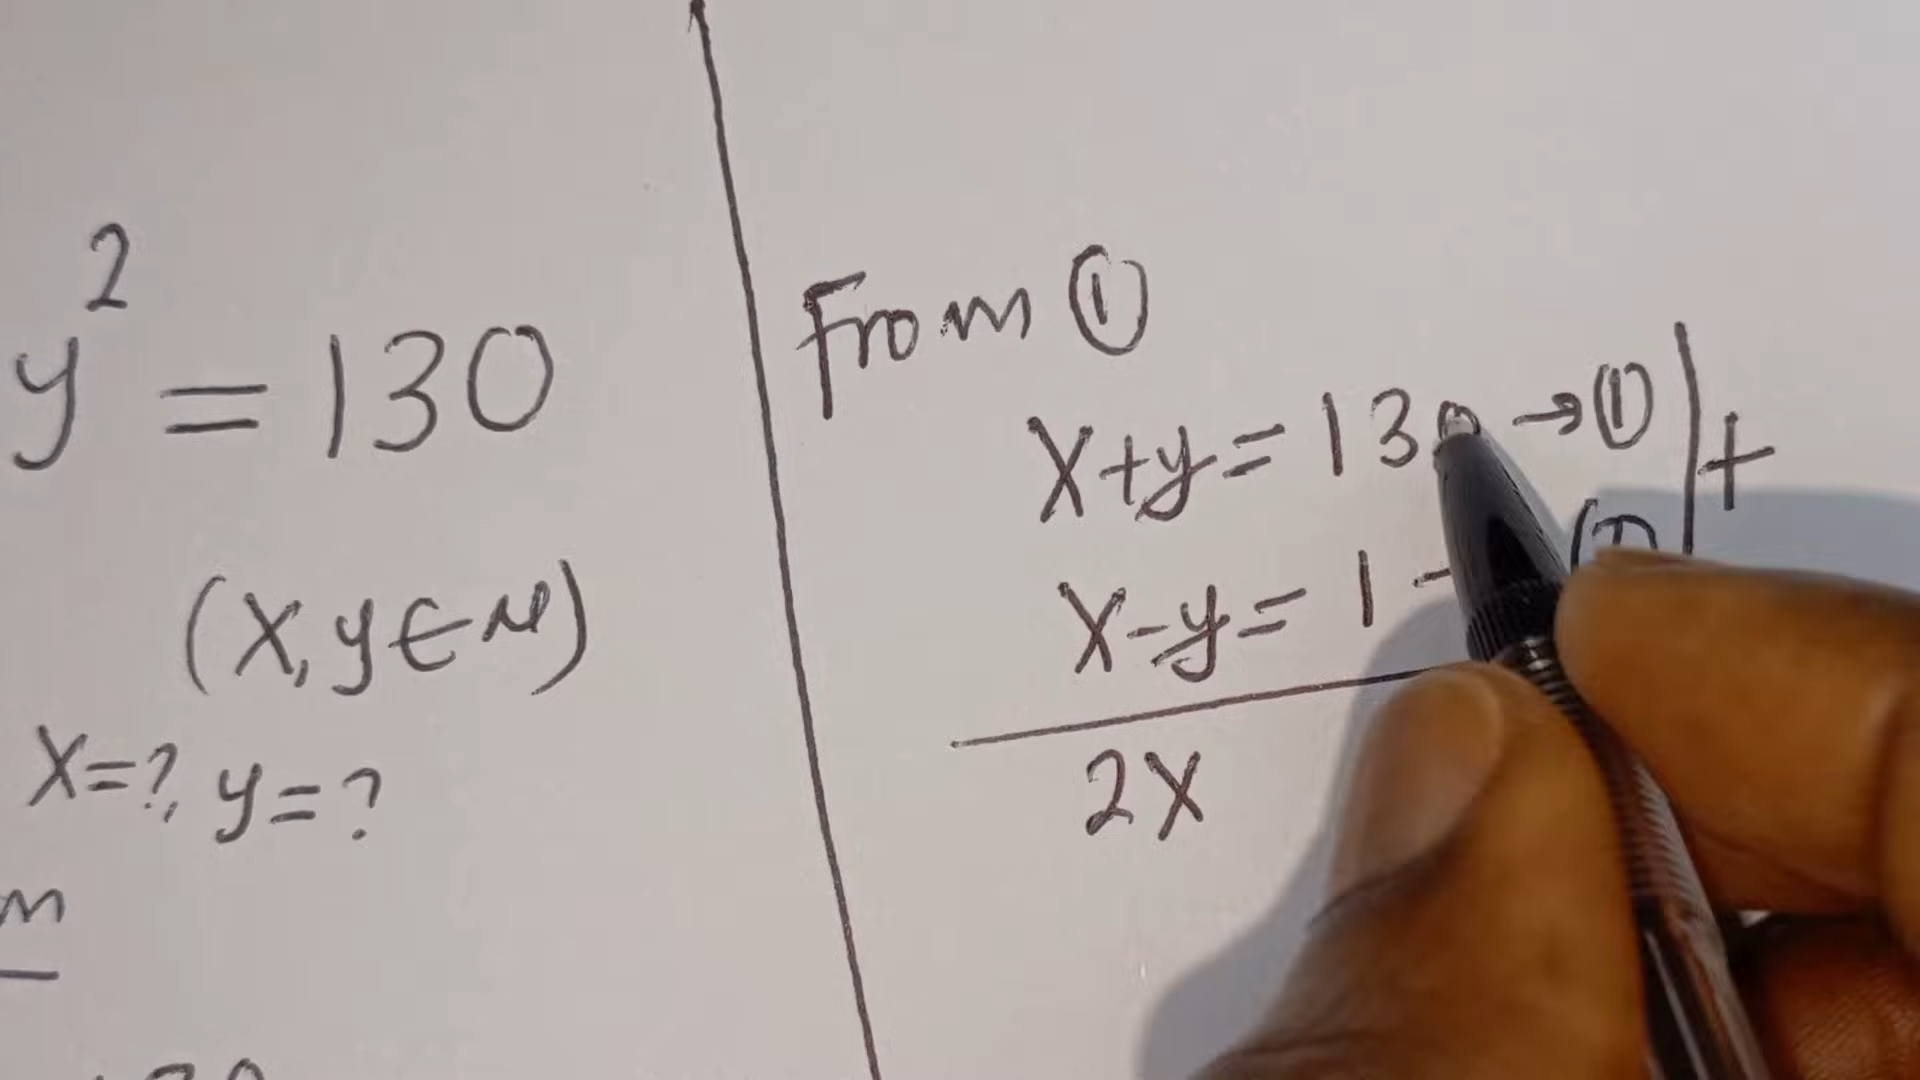 y² = 130
(x, y ∈ N)
x = ?, y = ?
m
From ①
x + y = 130 → ① | +
x - y = 1
2x